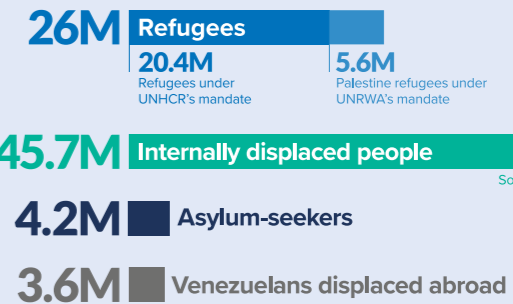 26M Refugees
20.4M 5.6M
Refugees under Palestine refugees under
UNHCR's mandate UNRWA's mandate
45.7M Internally displaced people
So
4.2M Asylum-seekers
3.6M Venezuelans displaced abroad